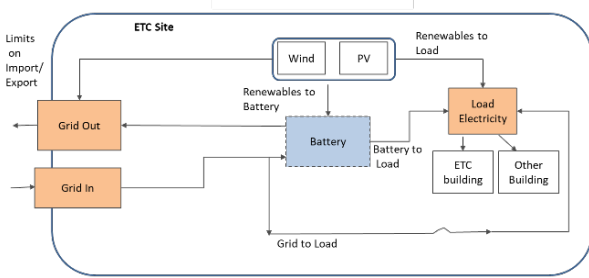 ETC Site
Limits
on
Import/
Export
Wind
PV
Renewables to
Load
Renewables to
Battery
Load
Electricity
Grid Out
Battery
Battery to
Load
ETC
building
Other
Building
Grid In
Grid to Load